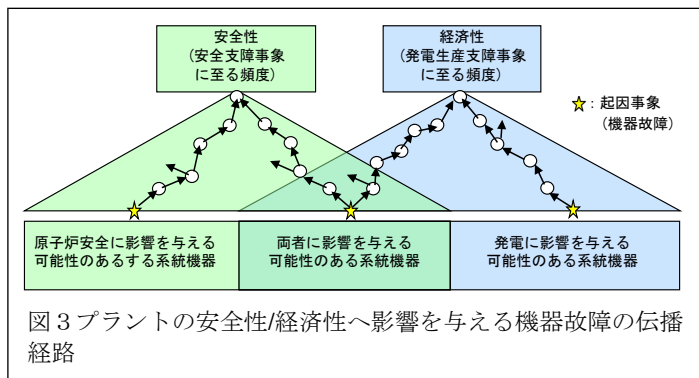 安全性
(安全支障事象
に至る頻度)
経済性
(発電生産支障事象
に至る頻度)
：起因事象
(機器故障)
原子炉安全に影響を与える
可能性のあるする系統機器
両者に影響を与える
可能性のある系統機器
発電に影響を与える
可能性のある系統機器
図３プラントの安全性/経済性へ影響を与える機器故障の伝播
経路